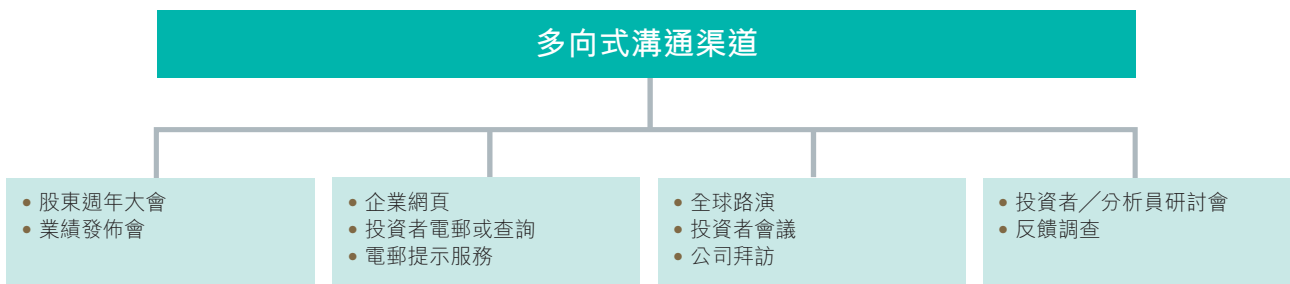 多向式溝通渠道
• 股東週年大會
• 業績發佈會
• 企業網頁
• 投資者電郵或查詢
• 電郵提示服務
• 全球路演
• 投資者會議
• 公司拜訪
• 投資者／分析員研討會
• 反饋調查